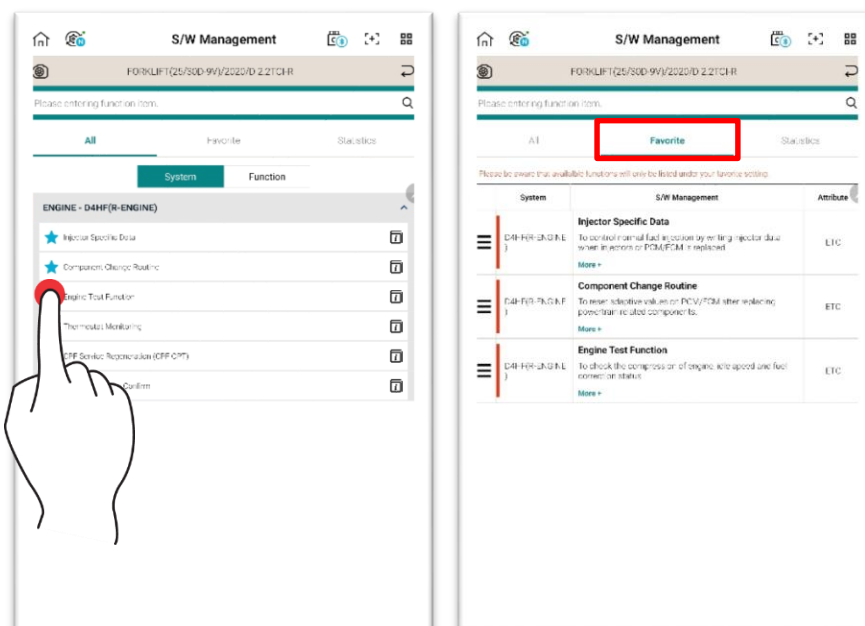 S/W Management
FORKLIFT(25/30D-9V)/2020/D 2.2TCI-R
Please entering function item.
All
Favorite
Statistics
System
Function
ENGINE - D4HF(R-ENGINE)
Injector Specific Data
Component Change Routine
Engine Test Function
Thermostat Monitoring
CPF Service Regeneration (CPF OPT)
Confirm
S/W Management
FORKLIFT(25/30D-9V)/2020/D 2.2TCI-R
Please entering function item.
All
Favorite
Statistics
Please be aware that available functions will only be listed under your favorite setting.
System
S/W Management
Attribute
Injector Specific Data
D4HF(R-ENGINE
)
To control normal fuel injection by writing injector data
when injectors or PCM/ECM is replaced
More +
ETC
Component Change Routine
D4HF(R-ENGINE
)
To reset adaptive values on PCM/ECM after replacing
powertrain related components.
More +
ETC
Engine Test Function
D4HF(R-ENGINE
)
To check the compression of engine, idle speed and fuel
correction status
More +
ETC